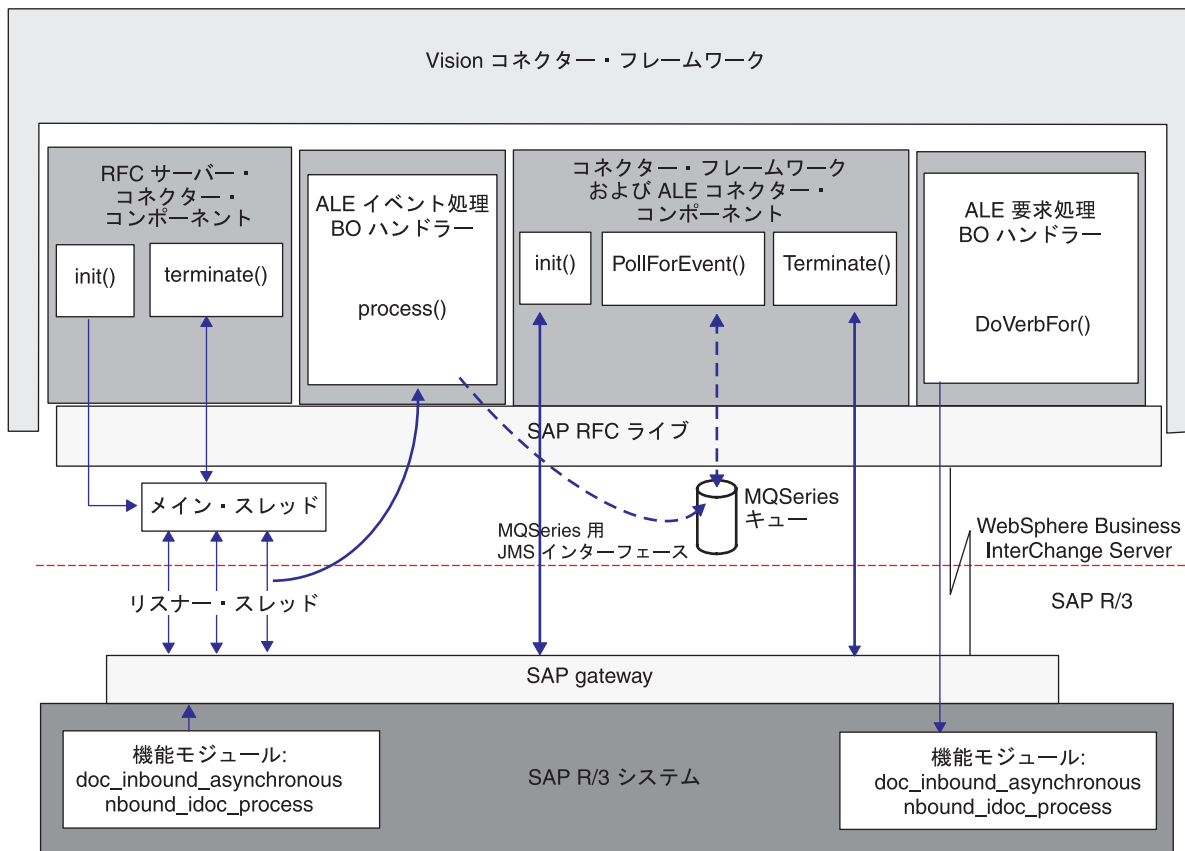 Vision コネクター・フレームワーク
RFC サーバー・
コネクター・
コンポーネント
init()
terminate()
ALE イベント処理
BO ハンドラー
process()
コネクター・フレームワーク
および ALE コネクター・
コンポーネント
init()
PollForEvent()
Terminate()
ALE 要求処理
BO ハンドラー
DoVerbFor()
SAP RFC ライブ
メイン・スレッド
MQSeries
キュー
MQSeries 用
JMS インターフェース
WebSphere Business
InterChange Server
リスナー・スレッド
SAP R/3
SAP gateway
機能モジュール:
doc_inbound_asynchronous
nbound_idoc_process
SAP R/3 システム
機能モジュール:
doc_inbound_asynchronous
nbound_idoc_process